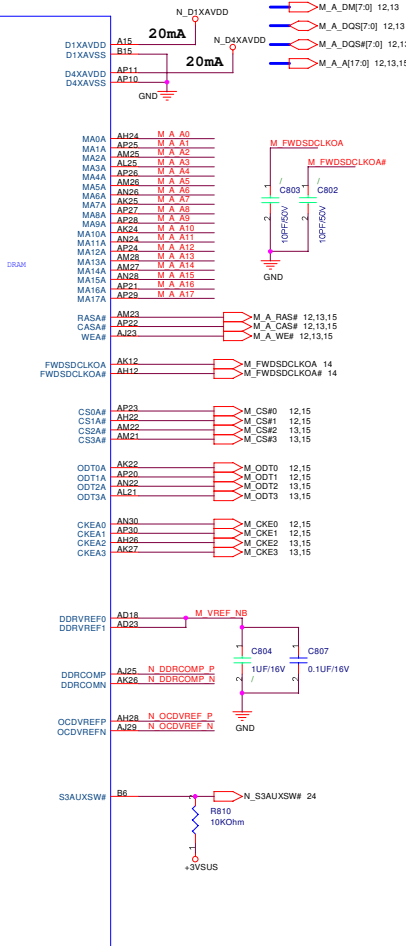 M_A_DM[7:0] 12,13
N_D1XAVDD
M_A_DQS[7:0] 12,13
20mA
D1XAVDD A15
M_A_DQS#[7:0] 12,13
N_D4XAVDD
D1XAVSS B15
20mA
M_A_A[17:0] 12,13,15
D4XAVDD AP11
D4XAVSS AP10
GND
MA0A AH24 M_A_A0
MA1A AP25 M_A_A1
MA2A AM25 M_A_A2
MA3A AL25 M_A_A3
MA4A AP26 M_A_A4
MA5A AM26 M_A_A5
MA6A AN26 M_A_A6
MA7A AK25 M_A_A7
MA8A AP27 M_A_A8
MA9A AP28 M_A_A9
MA10A AK24 M_A_A10
MA11A AN24 M_A_A11
MA12A AP24 M_A_A12
MA13A AM28 M_A_A13
MA14A AM27 M_A_A14
MA15A AN28 M_A_A15
MA16A AP21 M_A_A16
MA17A AP29 M_A_A17
M_FWDSDCLKOA
M_FWDSDCLKOA#
1 / C803 1 / C802
2 10PF/50V 2 10PF/50V
GND
DRAM
RASA# AM23 M_A_RAS# 12,13,15
CASA# AP22 M_A_CAS# 12,13,15
WEA# AJ23 M_A_WE# 12,13,15
FWDSDCLKOA AK12 M_FWDSDCLKOA 14
FWDSDCLKOA# AH12 M_FWDSDCLKOA# 14
CS0A# AP23 M_CS#0 12,15
CS1A# AH22 M_CS#1 12,15
CS2A# AM22 M_CS#2 13,15
CS3A# AM21 M_CS#3 13,15
ODT0A AK22 M_ODT0 12,15
ODT1A AP20 M_ODT1 12,15
ODT2A AN22 M_ODT2 13,15
ODT3A AL21 M_ODT3 13,15
CKEA0 AN30 M_CKE0 12,15
CKEA1 AP30 M_CKE1 12,15
CKEA2 AH26 M_CKE2 13,15
CKEA3 AK27 M_CKE3 13,15
DDRVREF0 AD18 M_VREF_NB
DDRVREF1 AD23
1 C804 1 C807
1UF/16V 0.1UF/16V
2 / 2
DDRCOMP AJ25 N_DDRCOMP_P
DDRCOMN AK26 N_DDRCOMP_N
GND
OCDVREFP AH28 N_OCDVREF_P
OCDVREFN AJ29 N_OCDVREF_N
S3AUXSW# B6 N_S3AUXSW# 24
2
R810
10KOhm
1
+3VSUS